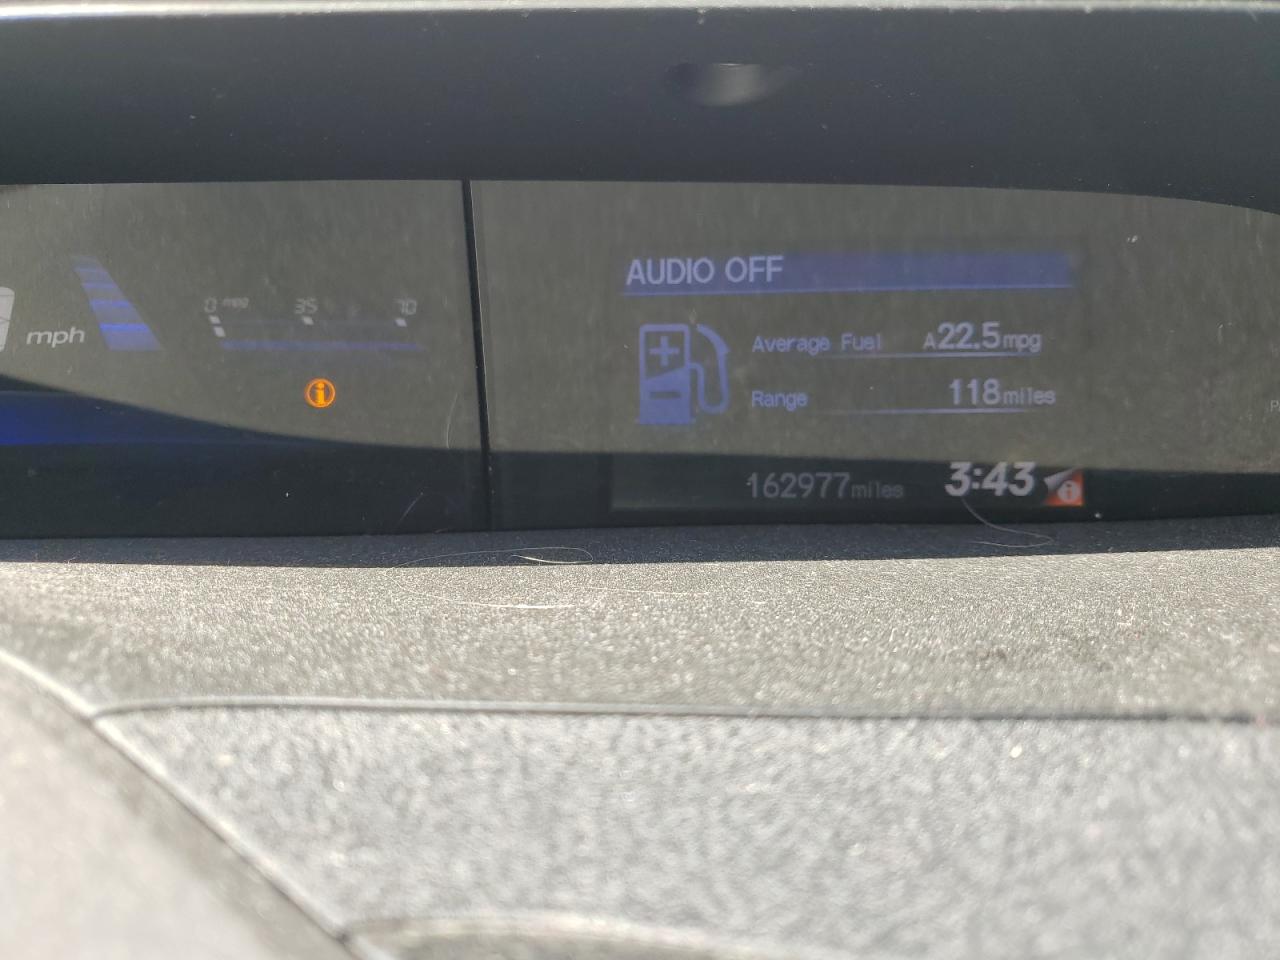 AUDIO OFF
mph
0 mpg 35 70
Average Fuel A22.5mpg
Range 118miles
162977miles 3:43